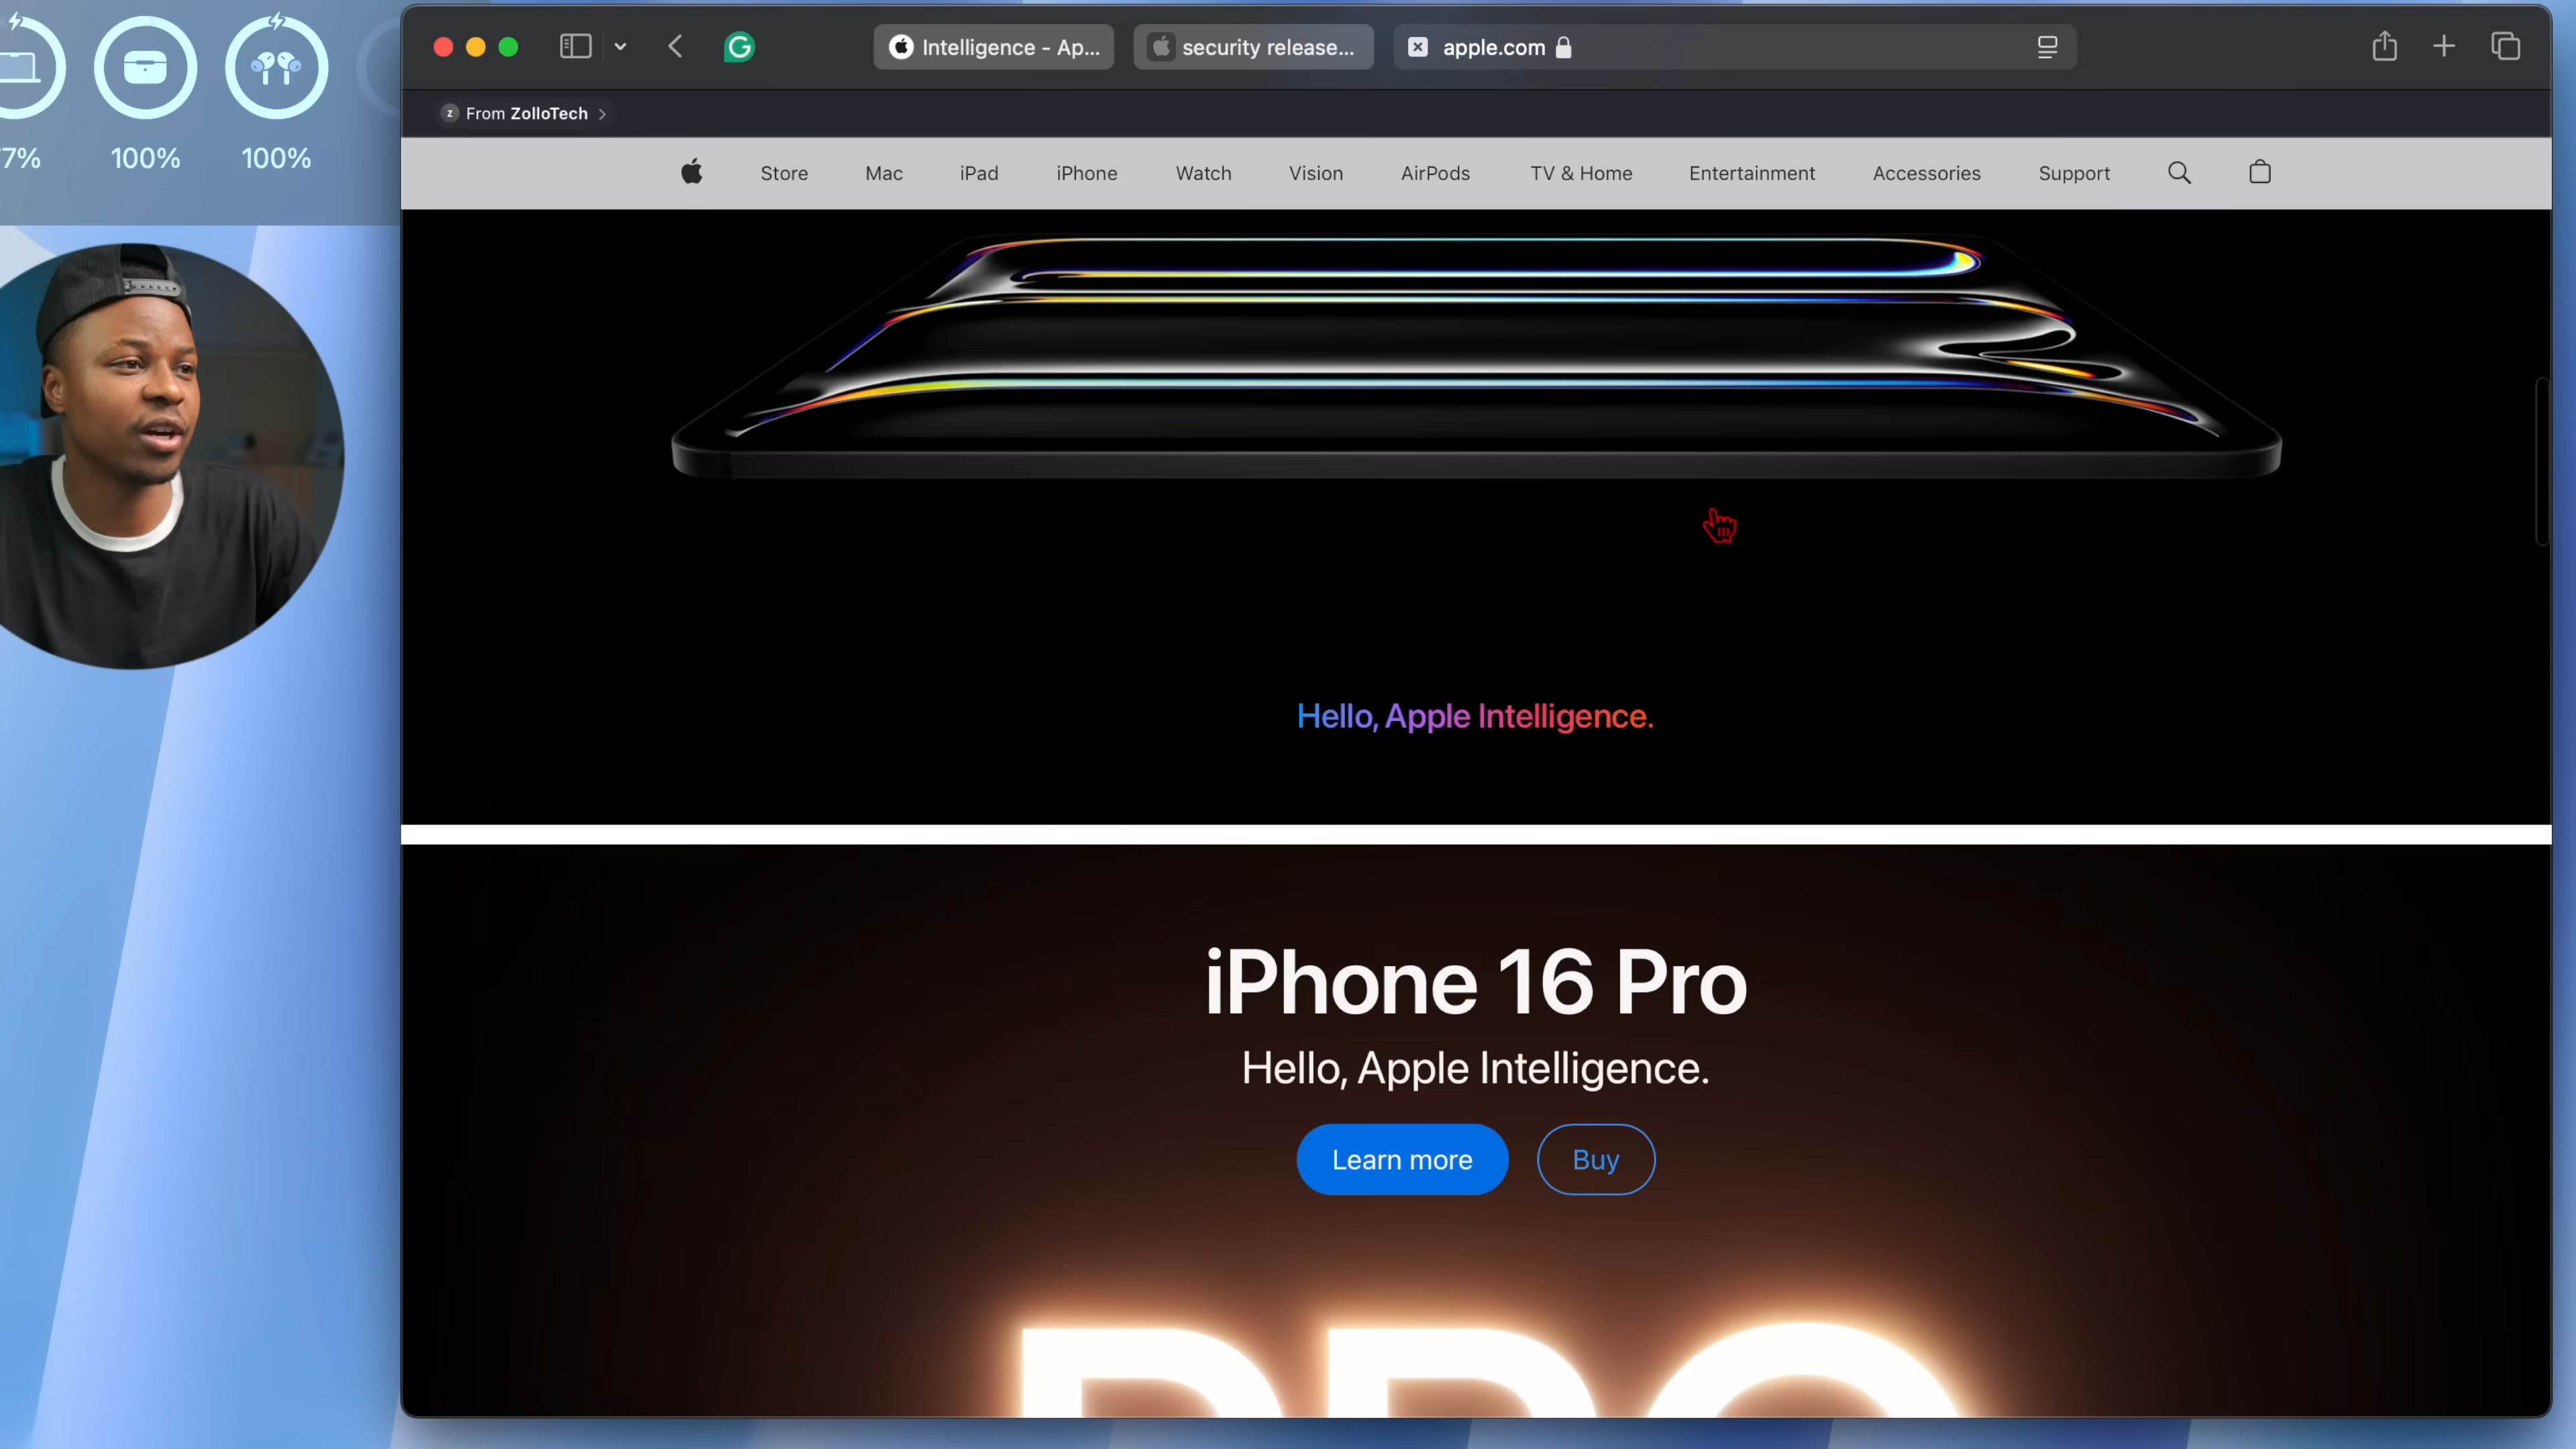 Intelligence - Ap...
security release...
apple.com
From ZolloTech
7%
100%
100%
Store Mac iPad iPhone Watch Vision AirPods TV & Home Entertainment Accessories Support
Hello, Apple Intelligence.
iPhone 16 Pro
Hello, Apple Intelligence.
Learn more
Buy
PRO